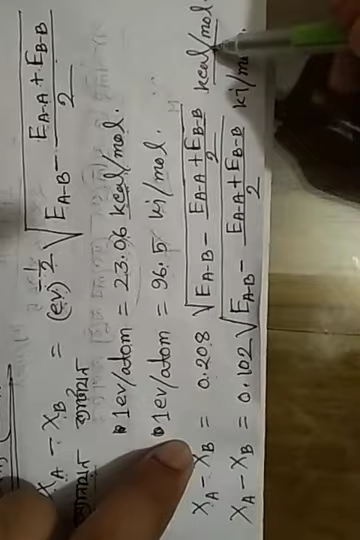 X_A − X_B = (ev)^{-1/2} √(E_{A-B} − (E_{A-A} + E_{B-B})/2)
1ev/atom = 23.06 kcal/mol.
1ev/atom = 96.5 kj/mol.
X_A − X_B = 0.208 √(E_{A-B} − (E_{A-A} + E_{B-B})/2) kcal/mol.
X_A − X_B = 0.102 √(E_{A-B} − (E_{A-A} + E_{B-B})/2) kj/mo